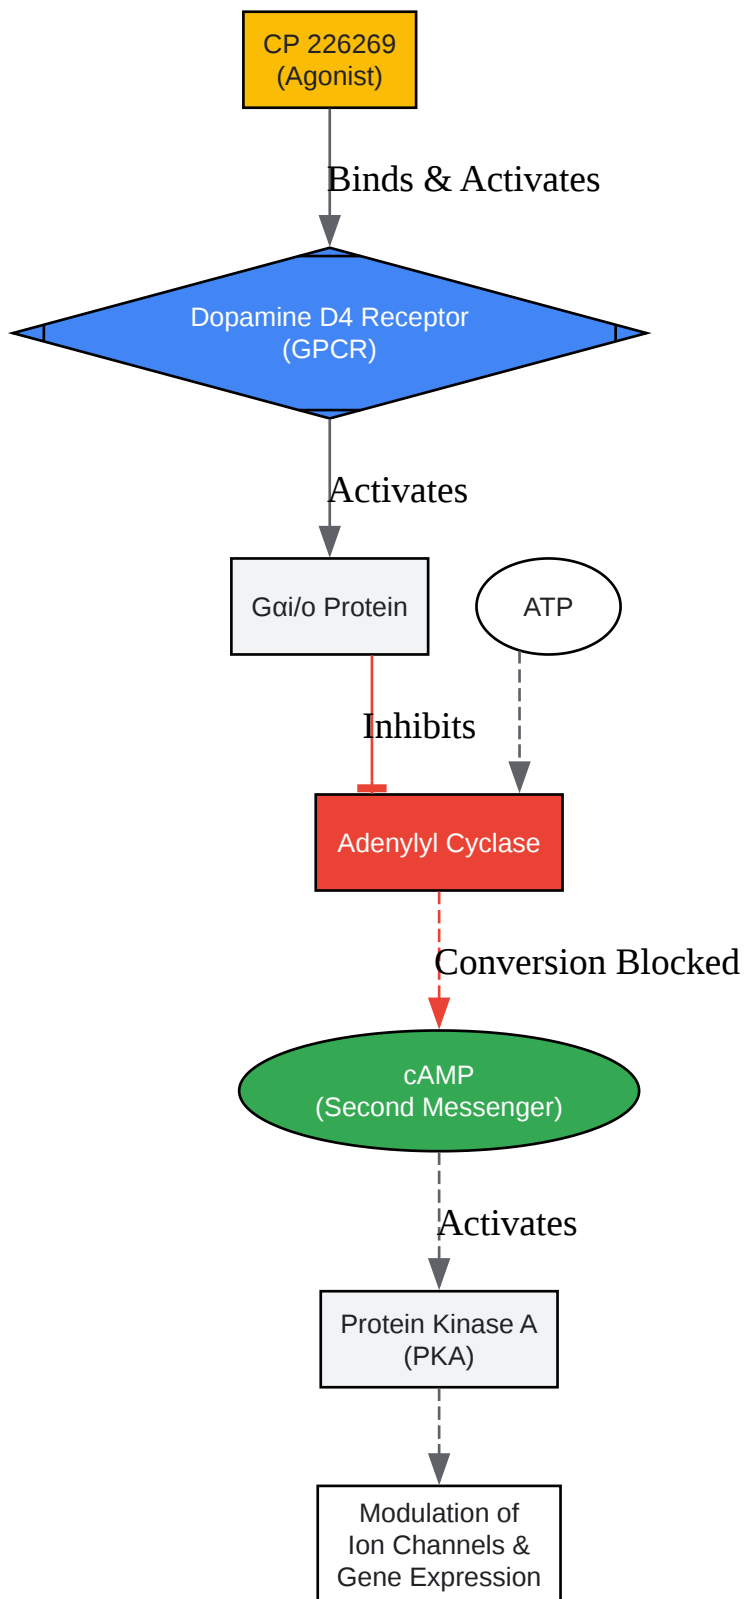 CP 226269
(Agonist)
Binds & Activates
Dopamine D4 Receptor
(GPCR)
Activates
Gαi/o Protein
ATP
Inhibits
Adenylyl Cyclase
Conversion Blocked
cAMP
(Second Messenger)
Activates
Protein Kinase A
(PKA)
Modulation of
Ion Channels &
Gene Expression